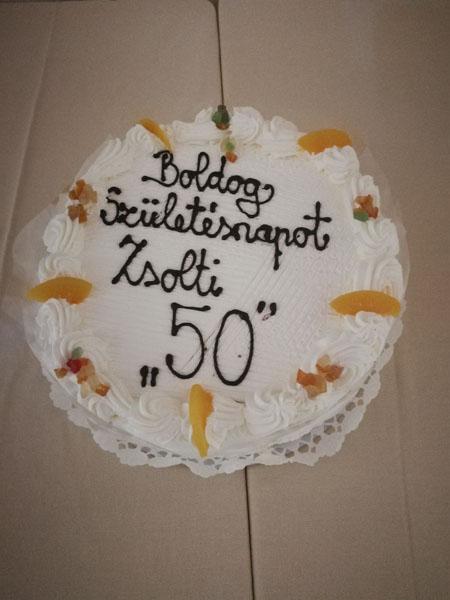 Boldog
Születésnapot
Zsolti
„50”